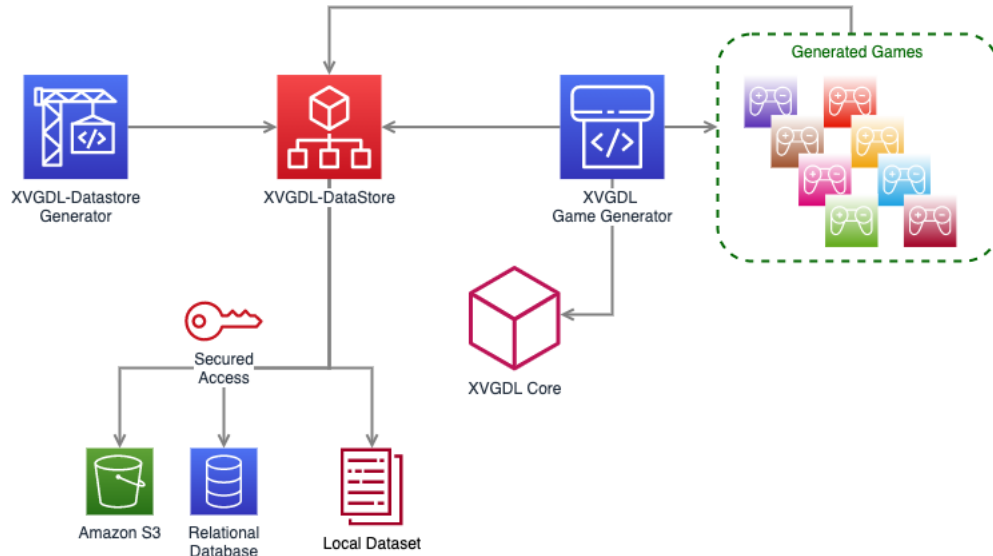 Generated Games
</>
</>
XVGDL-Datastore
Generator
XVGDL-DataStore
XVGDL
Game Generator
XVGDL Core
Secured
Access
Amazon S3
Relational
Database
Local Dataset